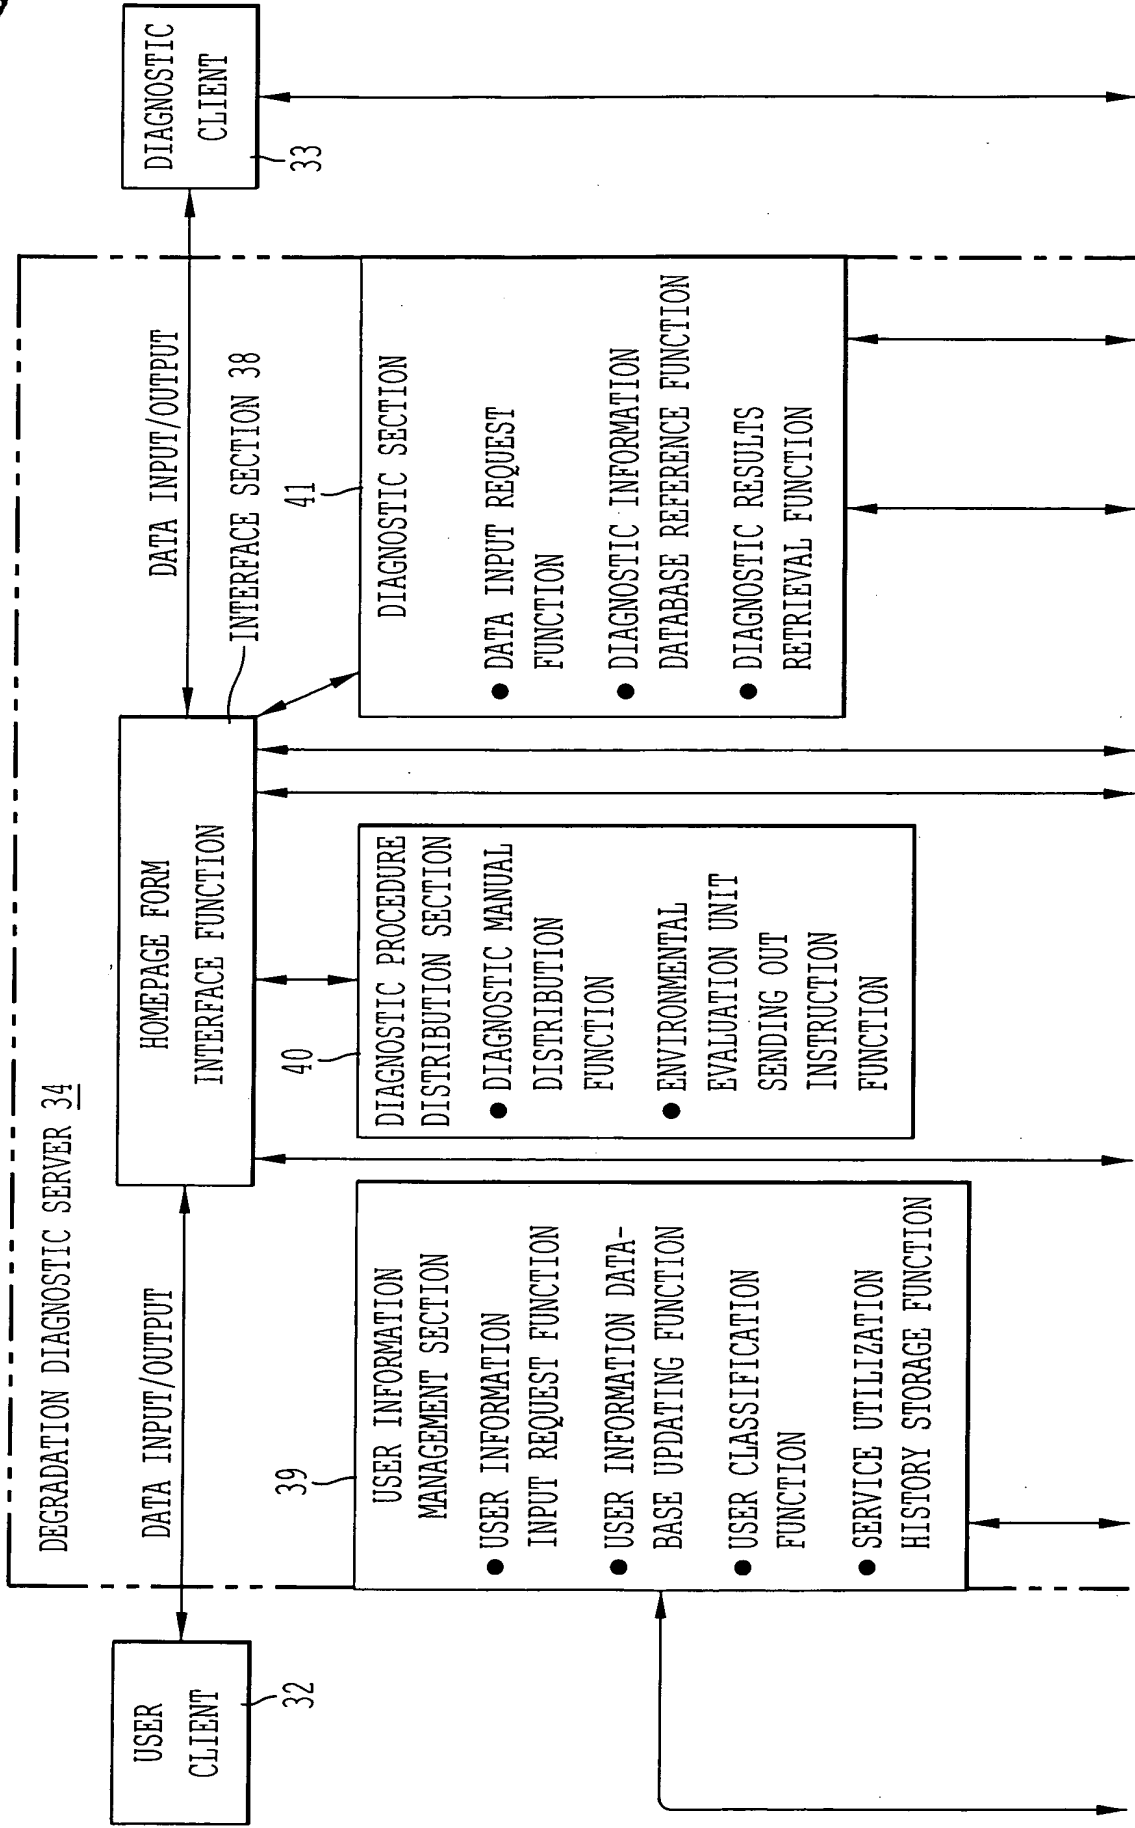 DEGRADATION DIAGNOSTIC SERVER 34
USER
CLIENT
32
DATA INPUT/OUTPUT
HOMEPAGE FORM
INTERFACE FUNCTION
DATA INPUT/OUTPUT
INTERFACE SECTION 38
DIAGNOSTIC
CLIENT
33
39
USER INFORMATION
MANAGEMENT SECTION
● USER INFORMATION
INPUT REQUEST FUNCTION
● USER INFORMATION DATA-
BASE UPDATING FUNCTION
● USER CLASSIFICATION
FUNCTION
● SERVICE UTILIZATION
HISTORY STORAGE FUNCTION
40
DIAGNOSTIC PROCEDURE
DISTRIBUTION SECTION
● DIAGNOSTIC MANUAL
DISTRIBUTION
FUNCTION
● ENVIRONMENTAL
EVALUATION UNIT
SENDING OUT
INSTRUCTION
FUNCTION
41
DIAGNOSTIC SECTION
● DATA INPUT REQUEST
FUNCTION
● DIAGNOSTIC INFORMATION
DATABASE REFERENCE FUNCTION
● DIAGNOSTIC RESULTS
RETRIEVAL FUNCTION